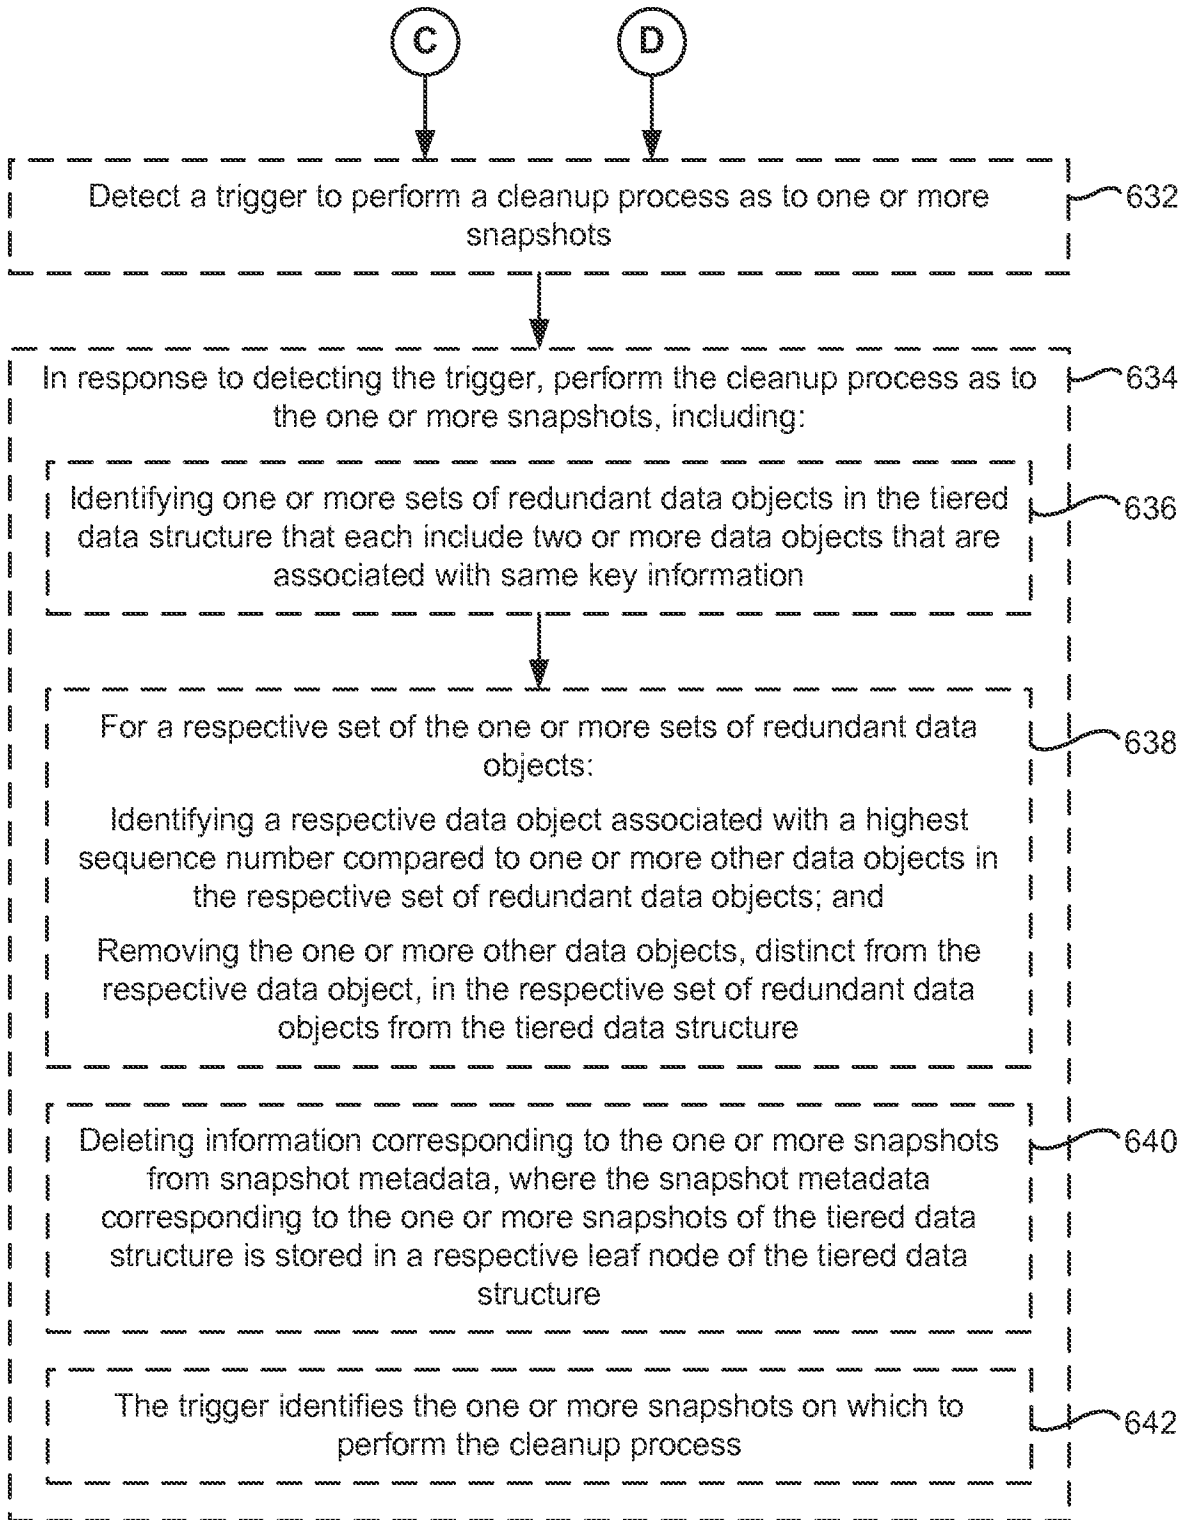 C
D
Detect a trigger to perform a cleanup process as to one or more
snapshots
632
In response to detecting the trigger, perform the cleanup process as to
the one or more snapshots, including:
634
Identifying one or more sets of redundant data objects in the tiered
data structure that each include two or more data objects that are
associated with same key information
636
For a respective set of the one or more sets of redundant data
objects:
638
Identifying a respective data object associated with a highest
sequence number compared to one or more other data objects in
the respective set of redundant data objects; and
Removing the one or more other data objects, distinct from the
respective data object, in the respective set of redundant data
objects from the tiered data structure
Deleting information corresponding to the one or more snapshots
from snapshot metadata, where the snapshot metadata
corresponding to the one or more snapshots of the tiered data
structure is stored in a respective leaf node of the tiered data
structure
640
The trigger identifies the one or more snapshots on which to
perform the cleanup process
642